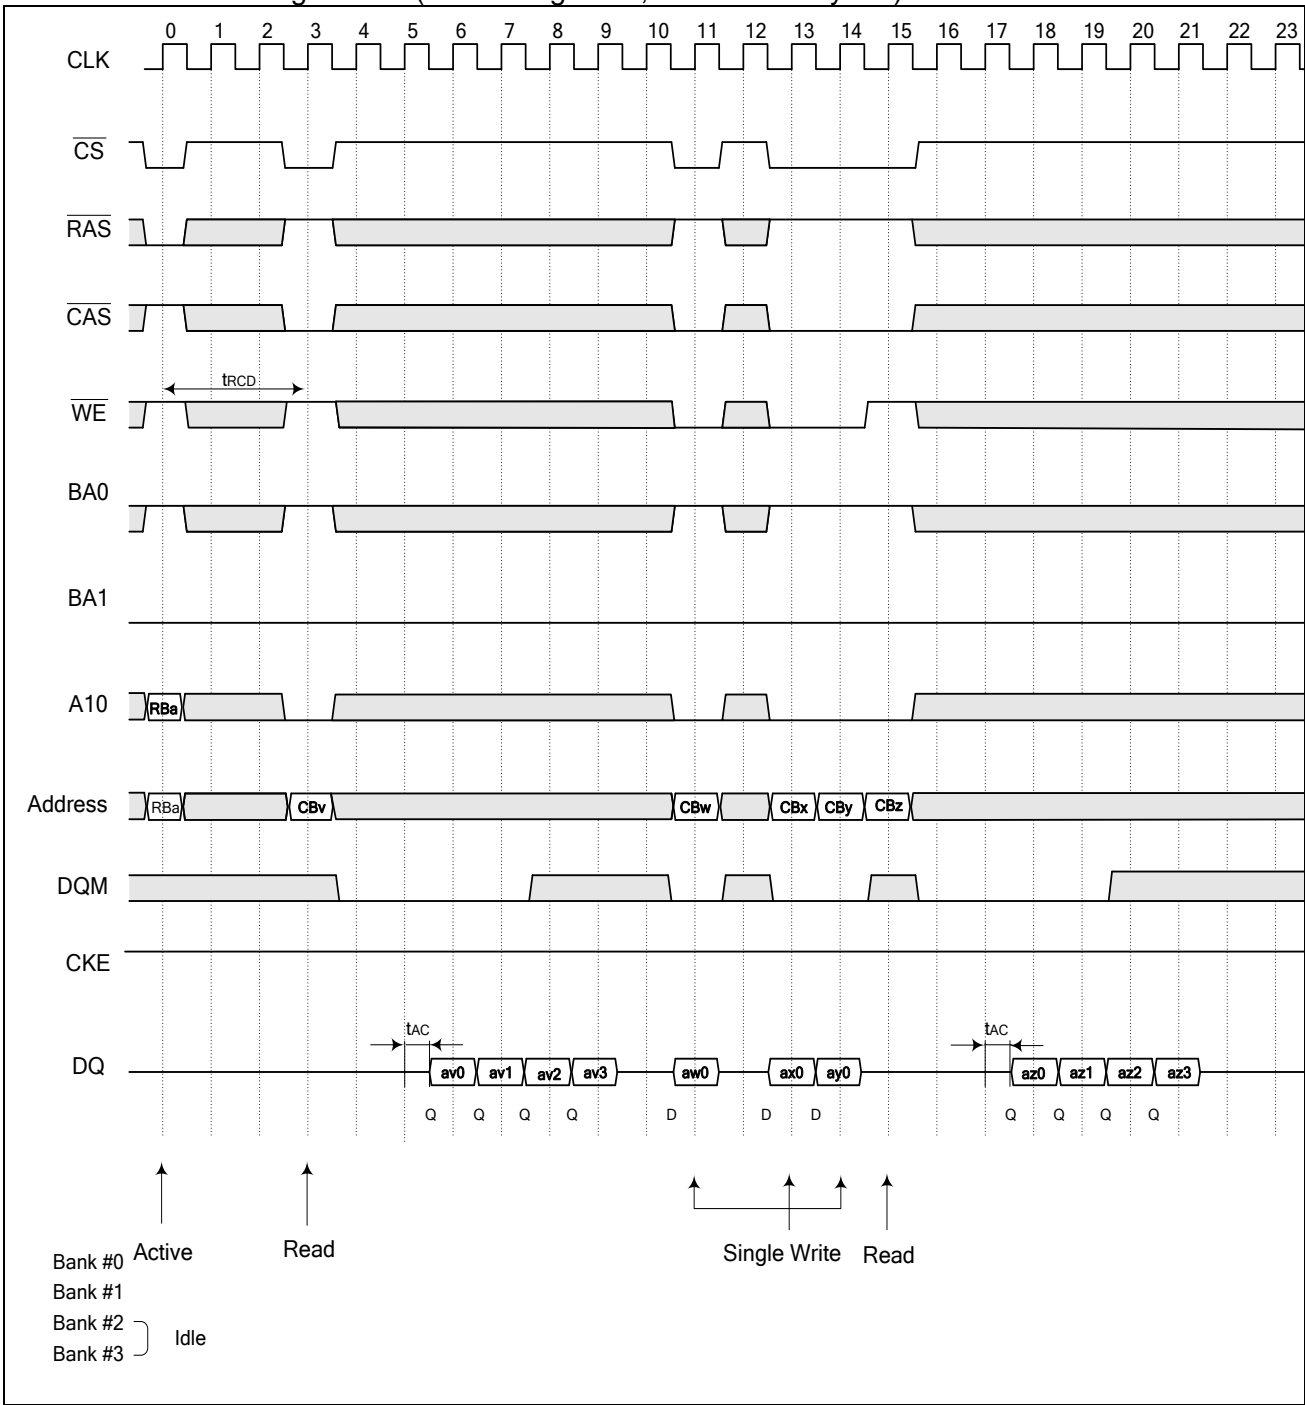 0 1 2 3 4 5 6 7 8 9 10 11 12 13 14 15 16 17 18 19 20 21 22 23
CLK
CS
RAS
CAS
tRCD
WE
BA0
BA1
A10 RBa
Address RBa CBv CBw CBx CBy CBz
DQM
CKE
tAC tAC
DQ av0 av1 av2 av3 aw0 ax0 ay0 az0 az1 az2 az3
Q Q Q Q D D D Q Q Q Q
Active Read Single Write Read
Bank #0
Bank #1
Bank #2
Idle
Bank #3